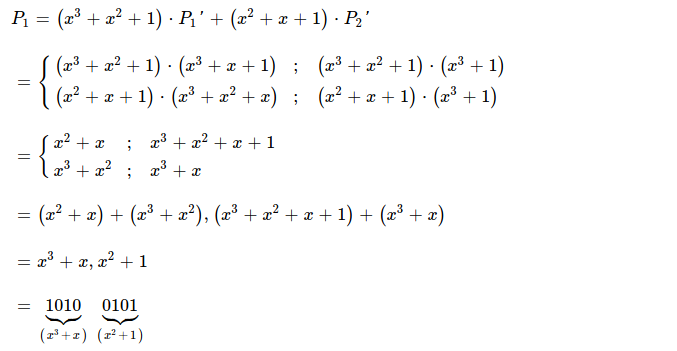 P₁ = (x³ + x² + 1) · P₁′ + (x² + x + 1) · P₂′
= { (x³ + x² + 1) · (x³ + x + 1) ; (x³ + x² + 1) · (x³ + 1)
(x² + x + 1) · (x³ + x² + x) ; (x² + x + 1) · (x³ + 1)
= { x² + x ; x³ + x² + x + 1
x³ + x² ; x³ + x
= (x² + x) + (x³ + x²), (x³ + x² + x + 1) + (x³ + x)
= x³ + x, x² + 1
= 1010 0101
(x³+x) (x²+1)